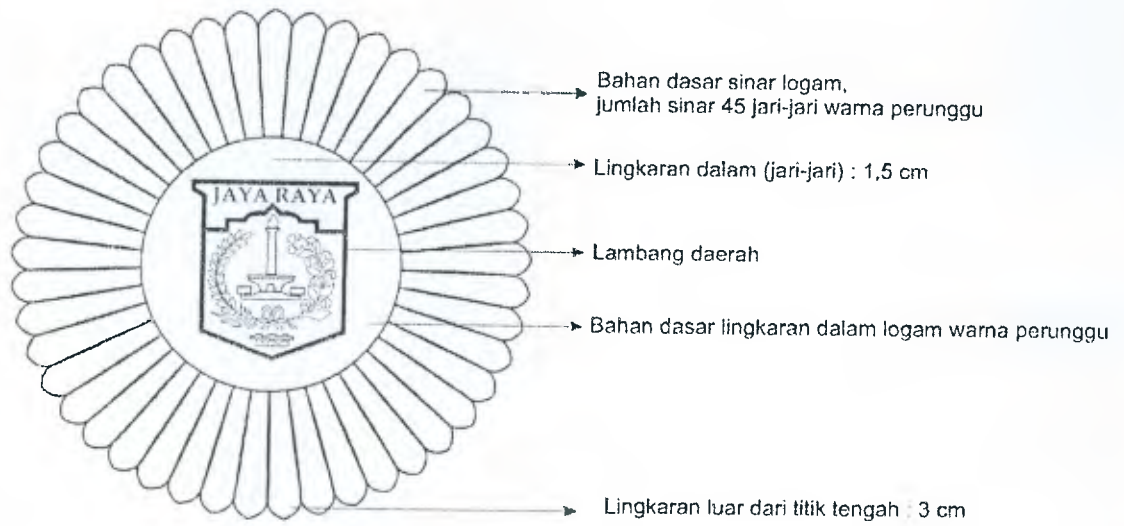 Bahan dasar sinar logam,
jumlah sinar 45 jari-jari warna perunggu
Lingkaran dalam (jari-jari) : 1,5 cm
JAYA RAYA
Lambang daerah
Bahan dasar lingkaran dalam logam warna perunggu
Lingkaran luar dari titik tengah : 3 cm